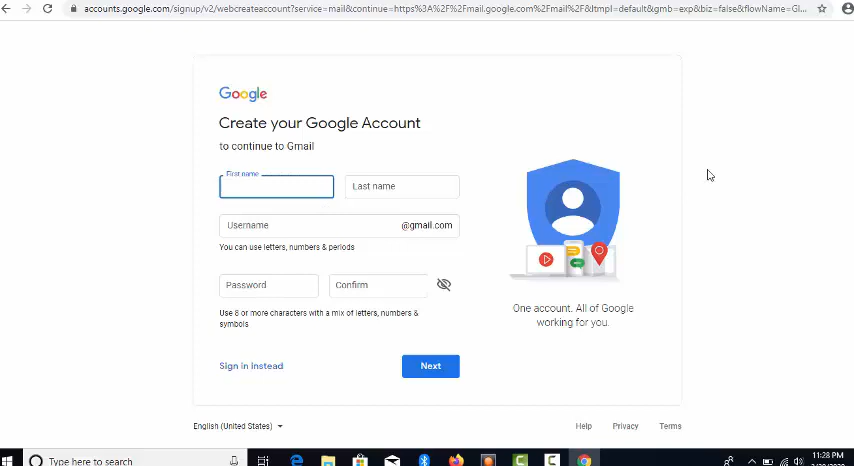 accounts.google.com/signup/v2/webcreateaccount?service=mail&continue=https%3A%2F%2Fmail.google.com%2Fmail%2F&ltmpl=default&gmb=exp&biz=false&flowName=Gl...
Google
Create your Google Account
to continue to Gmail
First name
Last name
Username @gmail.com
You can use letters, numbers & periods
Password Confirm
Use 8 or more characters with a mix of letters, numbers &
symbols
Sign in instead
Next
One account. All of Google
working for you.
English (United States)
Help Privacy Terms
Type here to search
11:28 PM